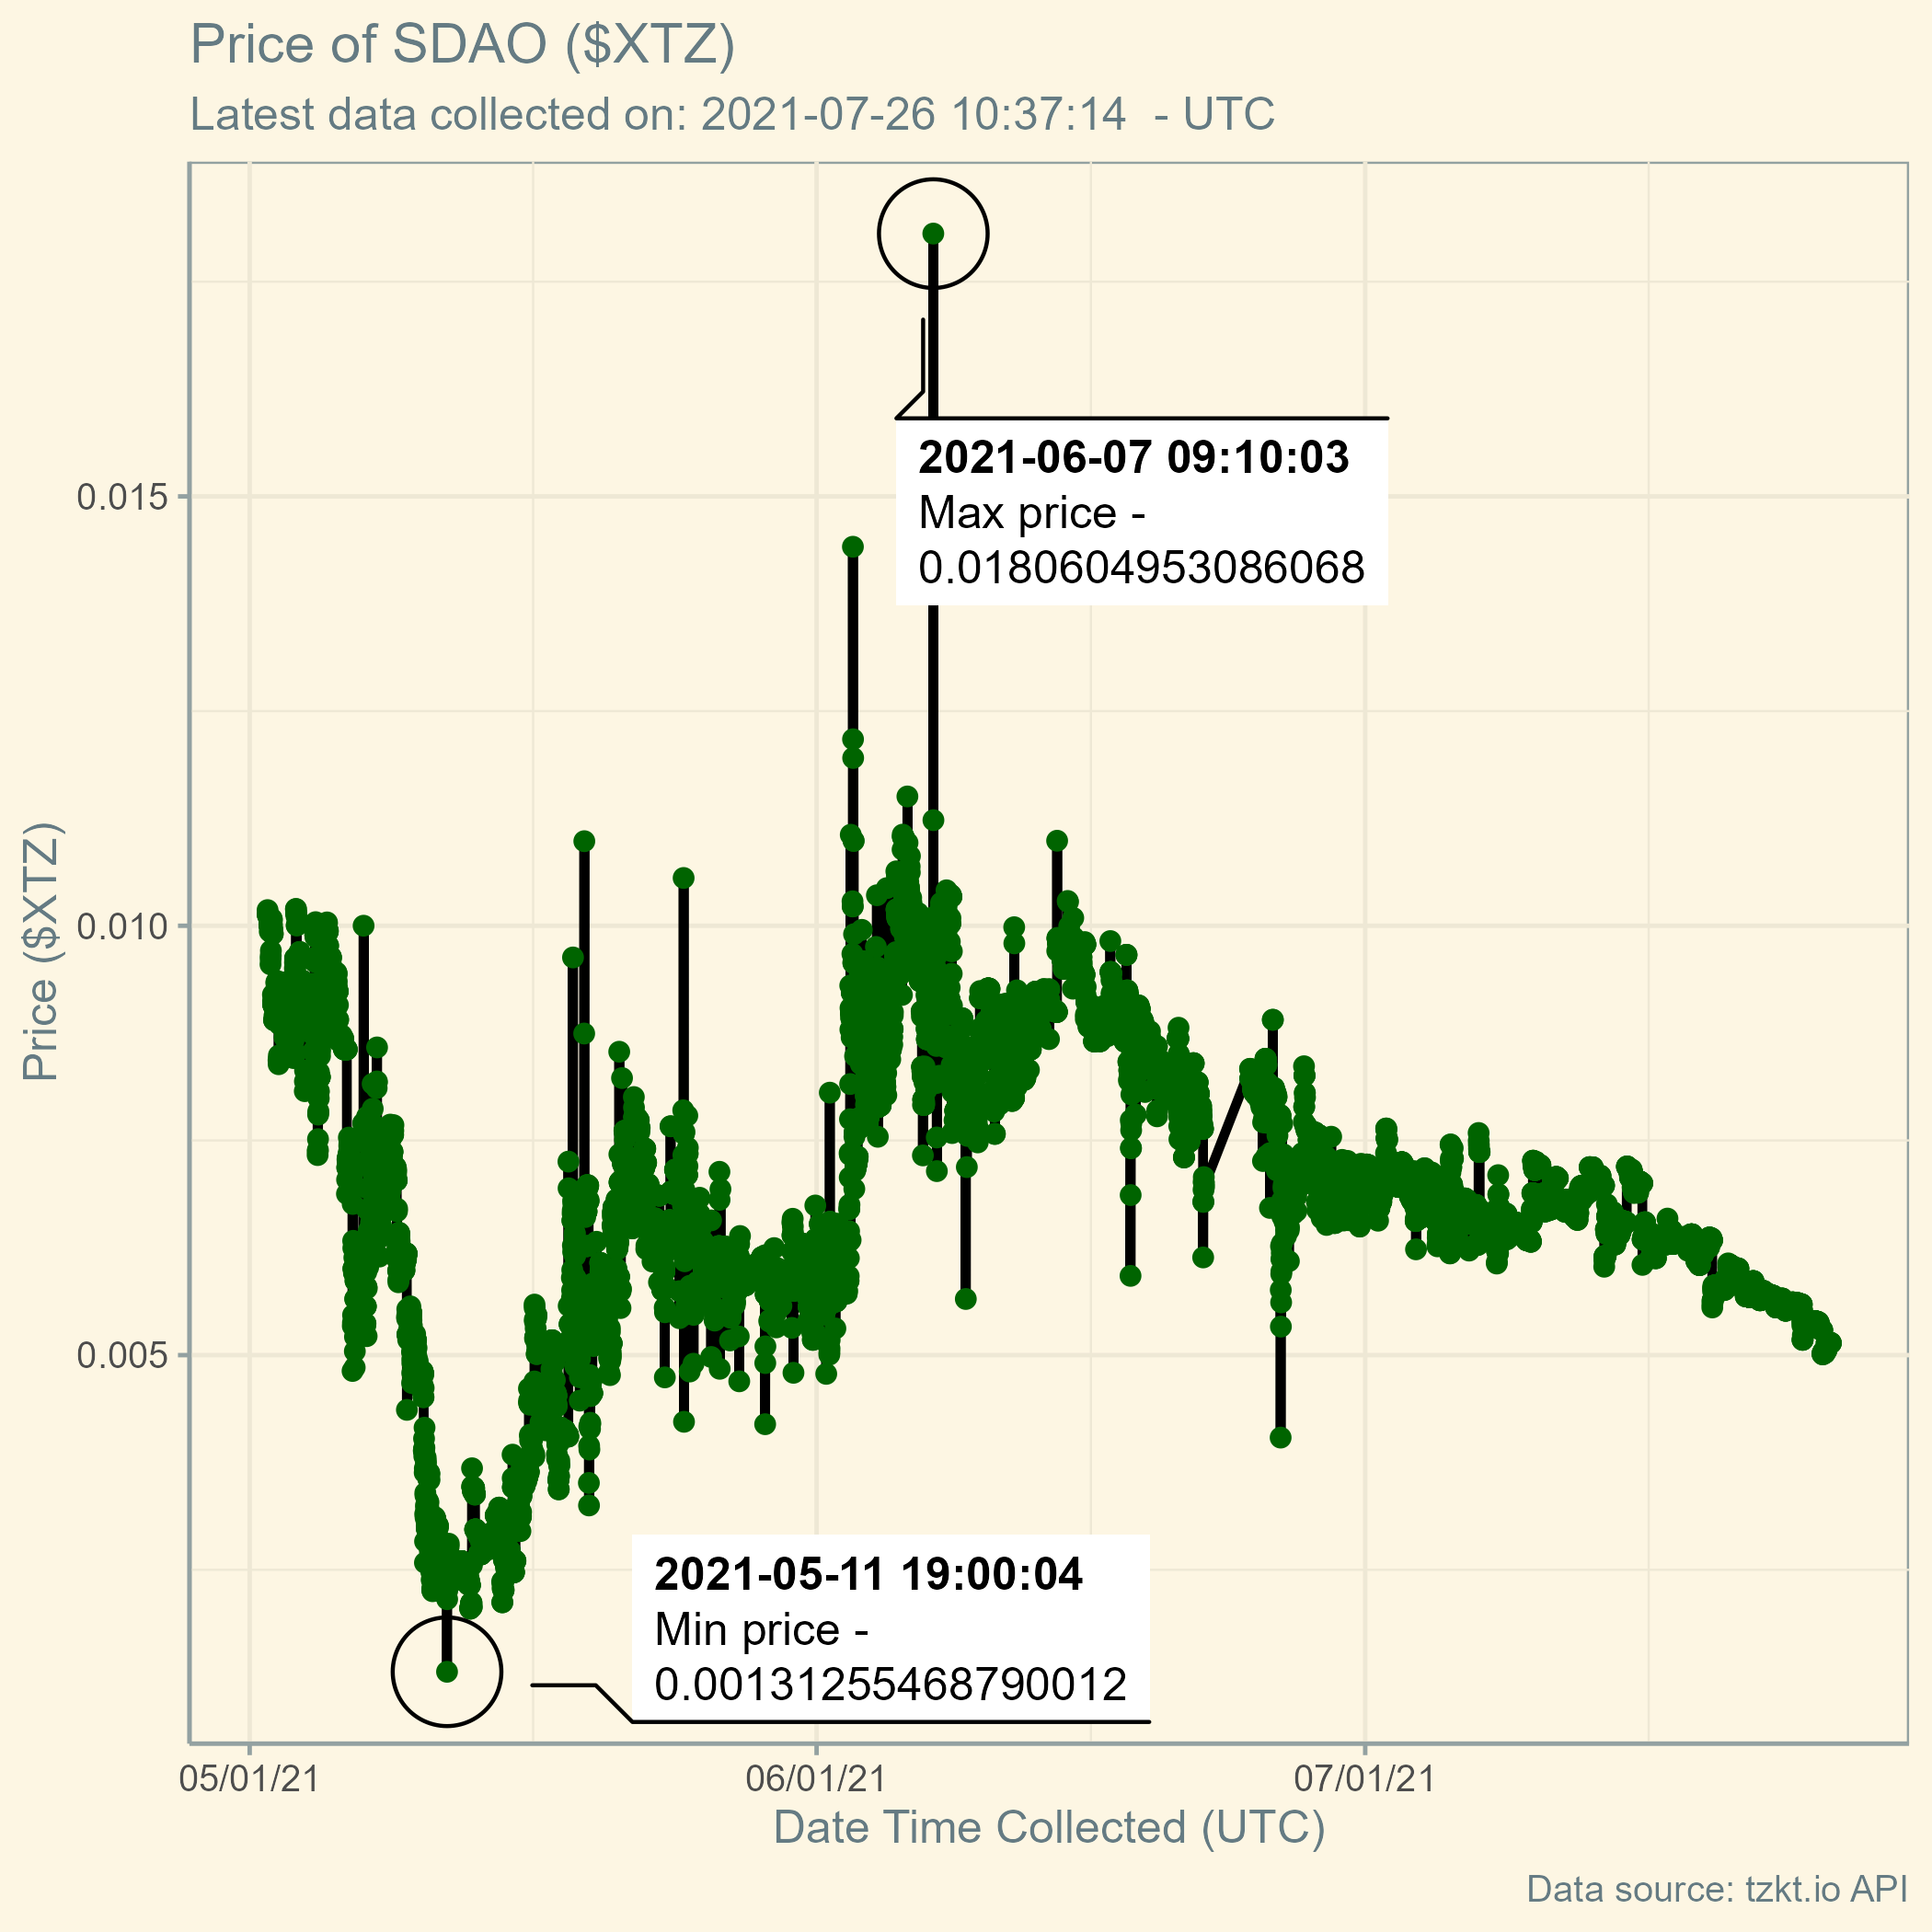 Price of SDAO ($XTZ)
Latest data collected on: 2021-07-26 10:37:14  - UTC
2021-06-07 09:10:03
Max price -
0.0180604953086068
0.015
0.010
0.005
Price ($XTZ)
2021-05-11 19:00:04
Min price -
0.00131255468790012
05/01/21
06/01/21
07/01/21
Date Time Collected (UTC)
Data source: tzkt.io API